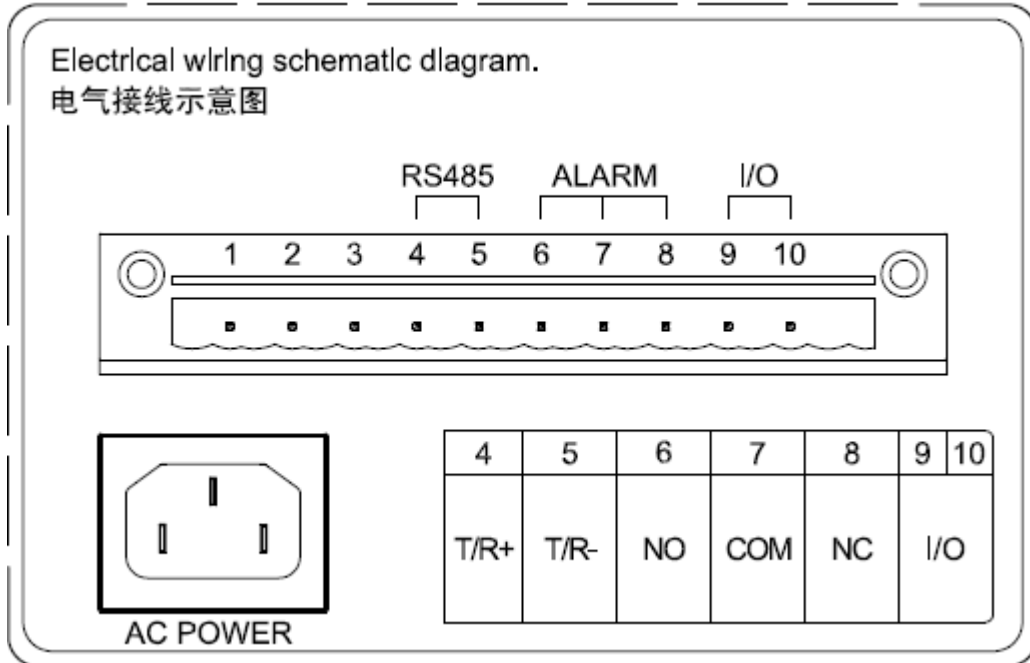 Electrical wiring schematic diagram.
电气接线示意图
RS485 ALARM I/O
1 2 3 4 5 6 7 8 9 10
4 5 6 7 8 9 10
T/R+ T/R- NO COM NC I/O
AC POWER